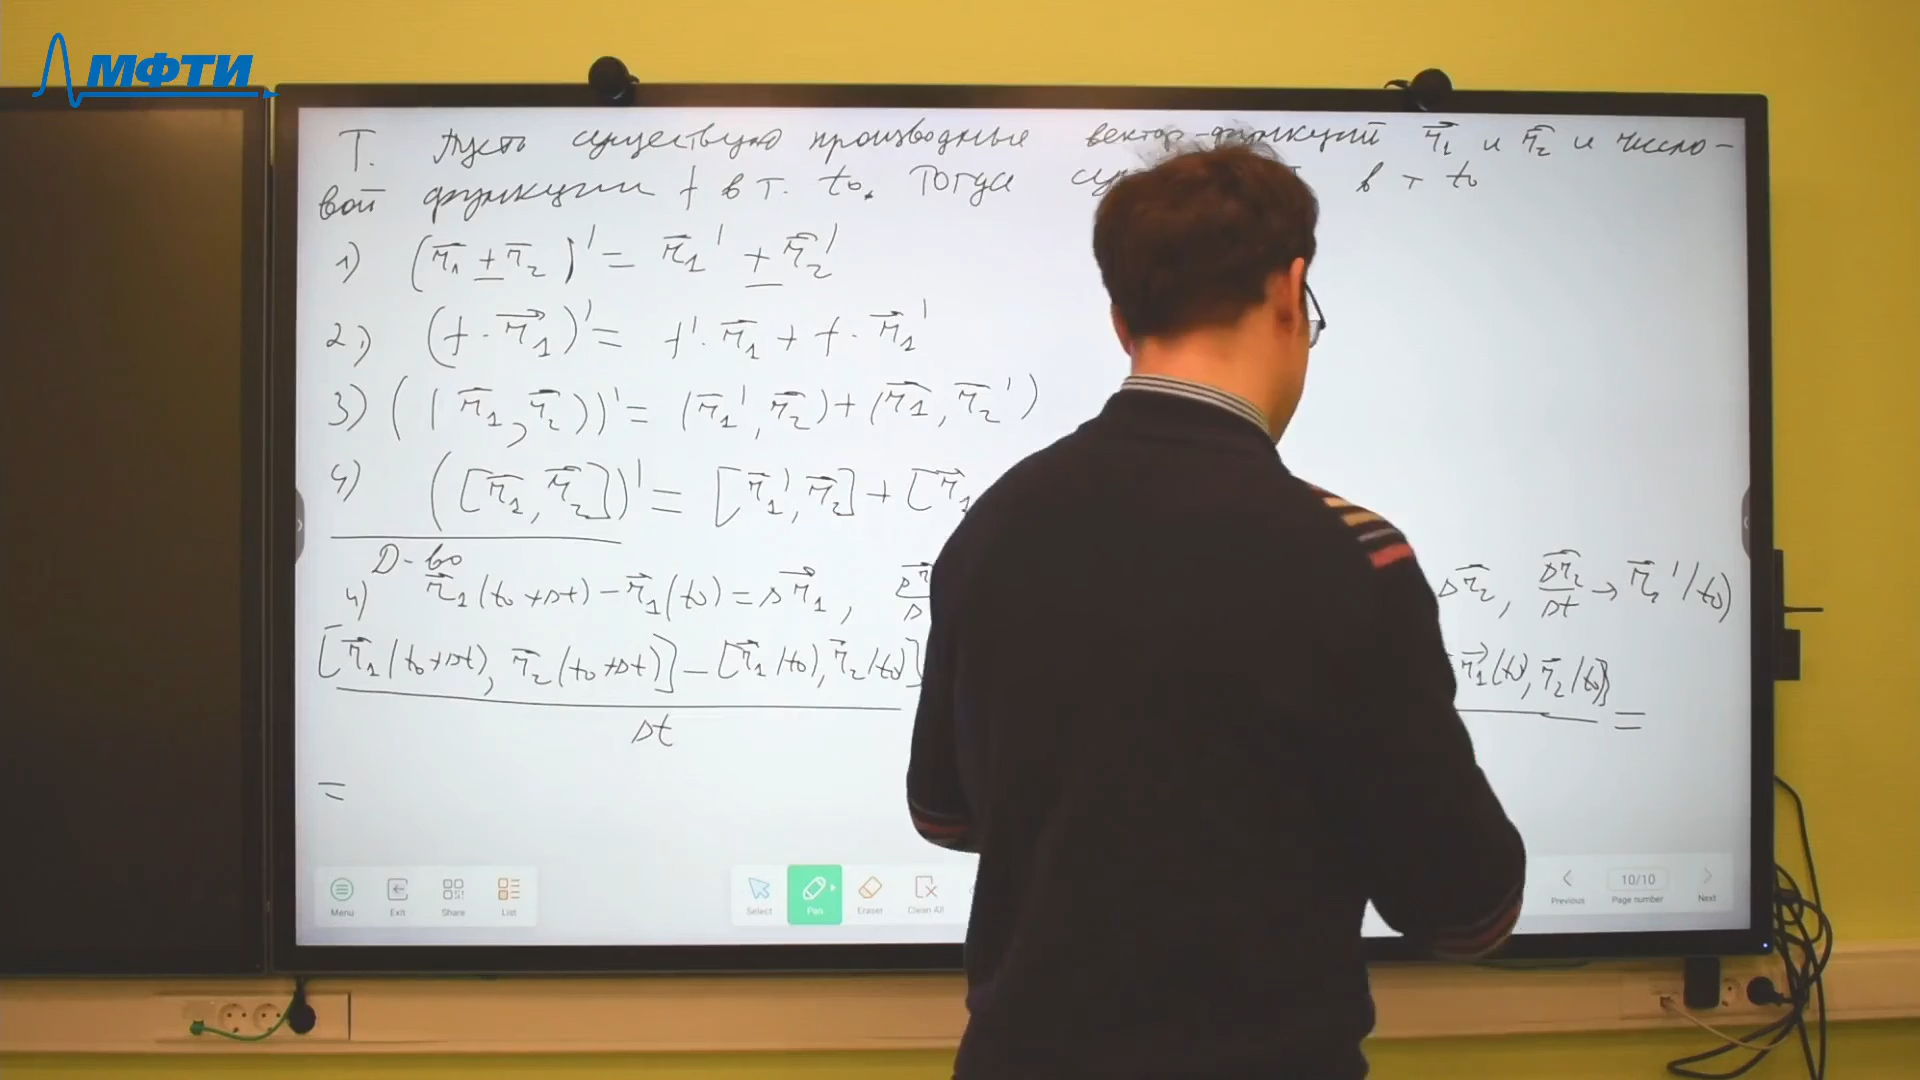 МФТИ
Т. Пусть существую производные вектор-функций r⃗₁ и r⃗₂ и число-
вой функции f в т. t₀. Тогда в т t₀
1) (r⃗₁ ± r⃗₂)' = r⃗₁' ± r⃗₂'
2) (f · r⃗₁)' = f' · r⃗₁ + f · r⃗₁'
3) ((r⃗₁, r⃗₂))' = (r⃗₁', r⃗₂) + (r⃗₁, r⃗₂')
4) ([r⃗₁, r⃗₂])' = [r⃗₁', r⃗₂] + [r⃗₁
Д-во
4) r⃗₁(t₀+Δt) - r⃗₁(t₀) = Δr⃗₁, Δr⃗₂, Δr⃗₂/Δt → r⃗₂'(t₀)
[r⃗₁(t₀+Δt), r⃗₂(t₀+Δt)] - [r⃗₁(t₀), r⃗₂(t₀)] r⃗₁(t₀), r⃗₂(t₀)] =
Δt
=
Menu Exit Share List Select Pen Eraser Clean All Previous 10/10 Page number Next